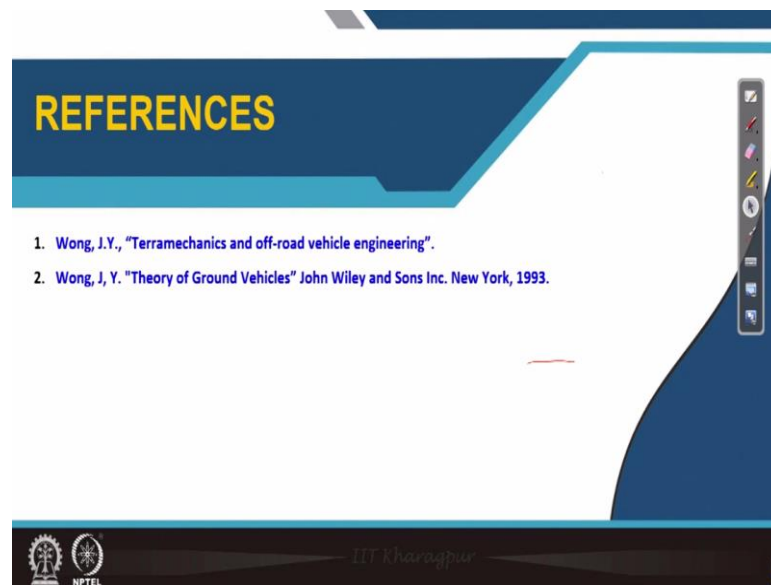 REFERENCES
1. Wong, J.Y., “Terramechanics and off-road vehicle engineering”.
2. Wong, J, Y. "Theory of Ground Vehicles” John Wiley and Sons Inc. New York, 1993.
IIT Kharagpur
NPTEL